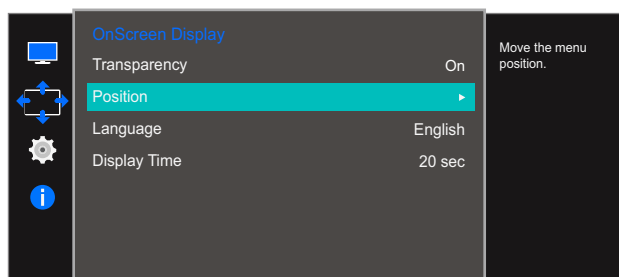 OnScreen Display
Transparency On
Position
Language English
Display Time 20 sec
Move the menu
position.
i